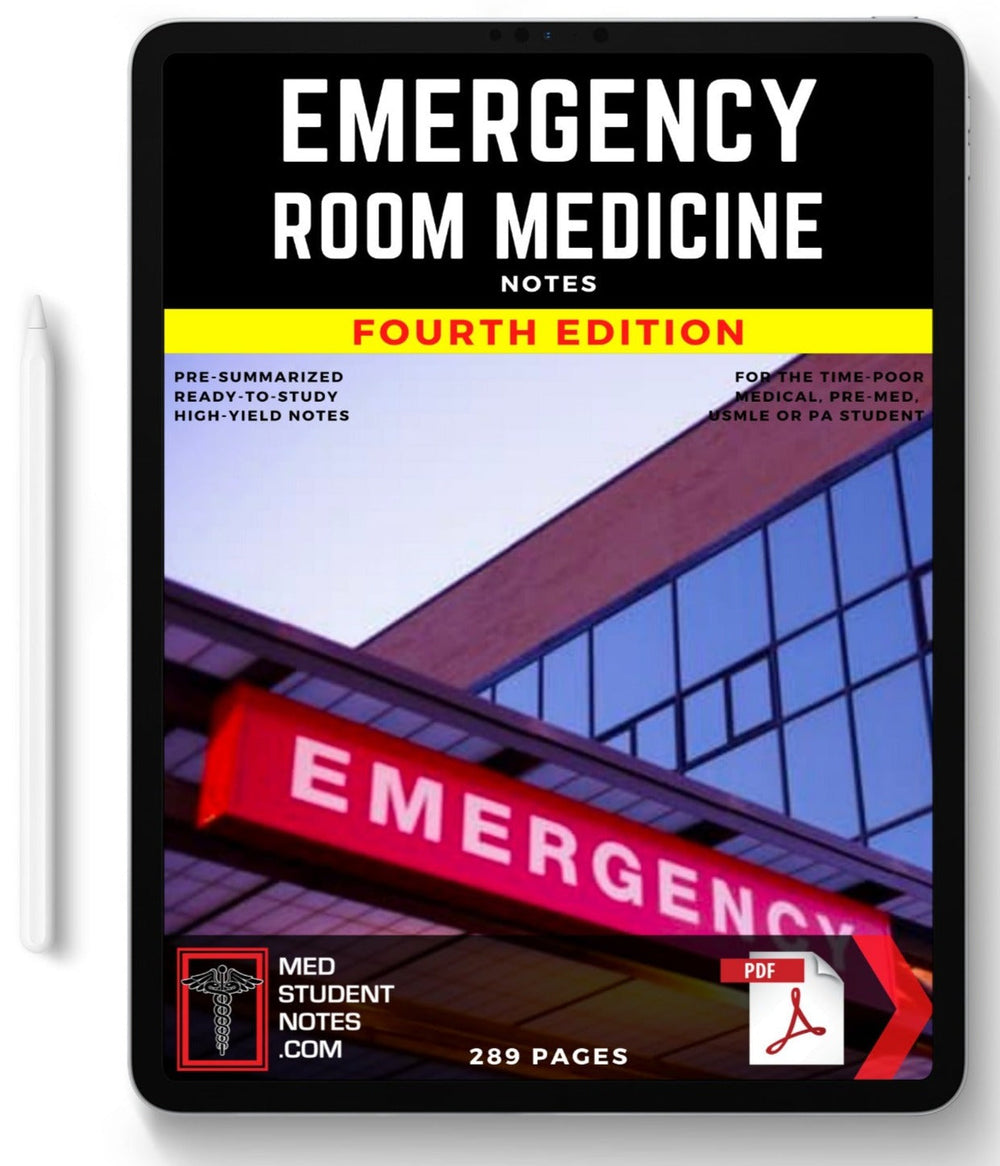 EMERGENCY
ROOM MEDICINE
NOTES
FOURTH EDITION
PRE-SUMMARIZED
READY-TO-STUDY
HIGH-YIELD NOTES
FOR THE TIME-POOR
MEDICAL, PRE-MED,
USMLE OR PA STUDENT
EMERGENCY
MED
STUDENT
NOTES
.COM
289 PAGES
PDF